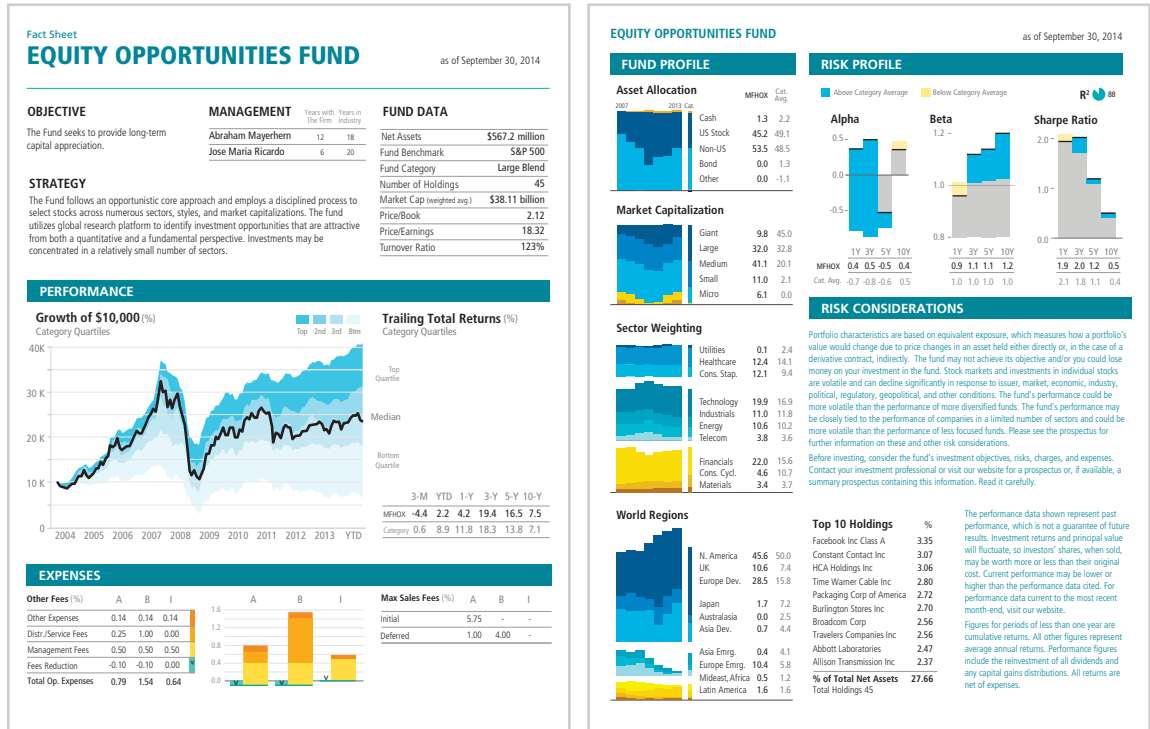 Fact Sheet
EQUITY OPPORTUNITIES FUND
as of September 30, 2014
OBJECTIVE
The Fund seeks to provide long-term
capital appreciation.
MANAGEMENT Years with The Firm Years in industry
Abraham Mayerhern 12 18
Jose Maria Ricardo 6 20
STRATEGY
The Fund follows an opportunistic core approach and employs a disciplined process to
select stocks across numerous sectors, styles, and market capitalizations. The fund
utilizes global research platform to identify investment opportunities that are attractive
from both a quantitative and a fundamental perspective. Investments may be
concentrated in a relatively small number of sectors.
FUND DATA
Net Assets $567.2 million
Fund Benchmark S&P 500
Fund Category Large Blend
Number of Holdings 45
Market Cap (weighted avg.) $38.11 billion
Price/Book 2.12
Price/Earnings 18.32
Turnover Ratio 123%
PERFORMANCE
Growth of $10,000 (%)
Category Quartiles
Top 2nd 3rd Btm
40K
30 K
20 K
10 K
0
2004 2005 2006 2007 2008 2009 2010 2011 2012 2013 YTD
Trailing Total Returns (%)
Category Quartiles
Top
Quartlie
Median
Bottom
Quartile
3-M YTD 1-Y 3-Y 5-Y 10-Y
MFHOX -4.4 2.2 4.2 19.4 16.5 7.5
Category 0.6 8.9 11.8 18.3 13.8 7.1
EXPENSES
Other Fees (%) A B I
Other Expenses 0.14 0.14 0.14
Distr./Service Fees 0.25 1.00 0.00
Management Fees 0.50 0.50 0.50
Fees Reduction -0.10 -0.10 0.00 v
Total Op. Expenses 0.79 1.54 0.64
A B I
1.6
1.2
0.8
0.4
0.0
v v v
Max Sales Fees (%) A B I
Initial 5.75 - -
Deferred 1.00 4.00 -
EQUITY OPPORTUNITIES FUND
as of September 30, 2014
FUND PROFILE
Asset Allocation
2007 2013 Cat. MFHOX Cat. Avg.
Cash 1.3 2.2
US Stock 45.2 49.1
Non-US 53.5 48.5
Bond 0.0 1.3
Other 0.0 -1.1
Market Capitalization
Giant 9.8 45.0
Large 32.0 32.8
Medium 41.1 20.1
Small 11.0 2.1
Micro 6.1 0.0
Sector Weighting
Utilities 0.1 2.4
Healthcare 12.4 14.1
Cons. Stap. 12.1 9.4
Technology 19.9 16.9
Industrials 11.0 11.8
Energy 10.6 10.2
Telecom 3.8 3.6
Financials 22.0 15.6
Cons. Cycl. 4.6 10.7
Materials 3.4 3.7
World Regions
N. America 45.6 50.0
UK 10.6 7.4
Europe Dev. 28.5 15.8
Japan 1.7 7.2
Australasia 0.0 2.5
Asia Dev. 0.7 4.4
Asia Emrg. 0.4 4.1
Europe Emrg. 10.4 5.8
Mideast, Africa 0.5 1.2
Latin America 1.6 1.6
RISK PROFILE
Above Category Average Below Category Average
R² 88
Alpha
0.5
0.0
-0.5
1Y 3Y 5Y 10Y
MFHOX 0.4 0.5 -0.5 0.4
Cat. Avg. -0.7 -0.8 -0.6 0.5
Beta
1.2
1.0
0.8
1Y 3Y 5Y 10Y
0.9 1.1 1.1 1.2
1.0 1.0 1.0 1.0
Sharpe Ratio
2.0
1.0
0.0
1Y 3Y 5Y 10Y
1.9 2.0 1.2 0.5
2.1 1.8 1.1 0.4
RISK CONSIDERATIONS
Portfolio characteristics are based on equivalent exposure, which measures how a portfolio's
value would change due to price changes in an asset held either directly or, in the case of a
derivative contract, indirectly. The fund may not achieve its objective and/or you could lose
money on your investment in the fund. Stock markets and investments in individual stocks
are volatile and can decline significantly in response to issuer, market, economic, industry,
political, regulatory, geopolitical, and other conditions. The fund's performance could be
more volatile than the performance of more diversified funds. The fund's performance may
be closely tied to the performance of companies in a limited number of sectors and could be
more volatile than the performance of less focused funds. Please see the prospectus for
further information on these and other risk considerations.
Before investing, consider the fund's investment objectives, risks, charges, and expenses.
Contact your investment professional or visit our website for a prospectus or, if available, a
summary prospectus containing this information. Read it carefully.
Top 10 Holdings %
Facebook Inc Class A 3.35
Constant Contact Inc 3.07
HCA Holdings Inc 3.06
Time Warner Cable Inc 2.80
Packaging Corp of America 2.72
Burlington Stores Inc 2.70
Broadcom Corp 2.56
Travelers Companies Inc 2.56
Abbott Laboratories 2.47
Allison Transmission Inc 2.37
% of Total Net Assets 27.66
Total Holdings 45
The performance data shown represent past
performance, which is not a guarantee of future
results. Investment returns and principal value
will fluctuate, so investors' shares, when sold,
may be worth more or less than their original
cost. Current performance may be lower or
higher than the performance data cited. For
performance data current to the most recent
month-end, visit our website.
Figures for periods of less than one year are
cumulative returns. All other figures represent
average annual returns. Performance figures
include the reinvestment of all dividends and
any capital gains distributions. All returns are
net of expenses.